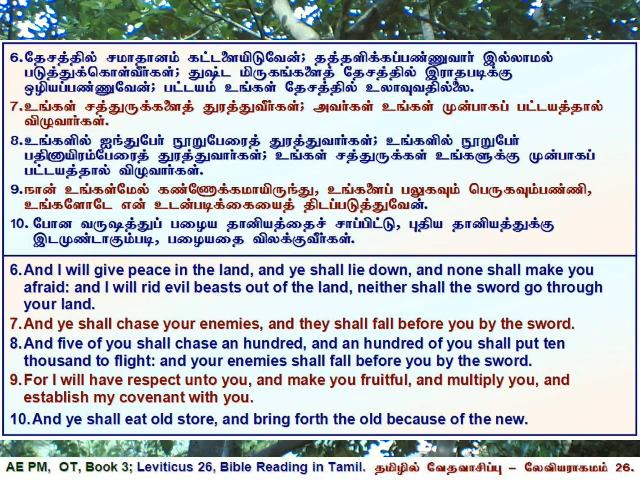 6.தேசத்தில் சமாதானம் கட்டளையிடுவேன்; தத்தளிக்கப்பண்ணுவார் இல்லாமல்
படுத்துக்கொள்வீர்கள்; துஷ்ட மிருகங்களைத் தேசத்தில் இராதபடிக்கு
ஒழியப்பண்ணுவேன்; பட்டயம் உங்கள் தேசத்தில் உலாவுவதில்லை.
7.உங்கள் சத்துருக்களைத் துரத்துவீர்கள்; அவர்கள் உங்கள் முன்பாகப் பட்டயத்தால்
விழுவார்கள்.
8.உங்களில் ஐந்துபேர் நூறுபேரைத் துரத்துவார்கள்; உங்களில் நூறுபேர்
பதினாயிரம்பேரைத் துரத்துவார்கள்; உங்கள் சத்துருக்கள் உங்களுக்கு முன்பாகப்
பட்டயத்தால் விழுவார்கள்.
9.நான் உங்கள்மேல் கண்ணோக்கமாயிருந்து, உங்களைப் பலுகவும் பெருகவும்பண்ணி,
உங்களோடே என் உடன்படிக்கையைத் திடப்படுத்துவேன்.
10. போன வருஷத்துப் பழைய தானியத்தைச் சாப்பிட்டு, புதிய தானியத்துக்கு
இடமுண்டாகும்படி, பழையதை விலக்குவீர்கள்.
6.And I will give peace in the land, and ye shall lie down, and none shall make you
afraid: and I will rid evil beasts out of the land, neither shall the sword go through
your land.
7.And ye shall chase your enemies, and they shall fall before you by the sword.
8.And five of you shall chase an hundred, and an hundred of you shall put ten
thousand to flight: and your enemies shall fall before you by the sword.
9.For I will have respect unto you, and make you fruitful, and multiply you, and
establish my covenant with you.
10.And ye shall eat old store, and bring forth the old because of the new.
AE PM, OT, Book 3; Leviticus 26, Bible Reading in Tamil. தமிழில் வேதவாசிப்பு – லேவியராகமம் 26.